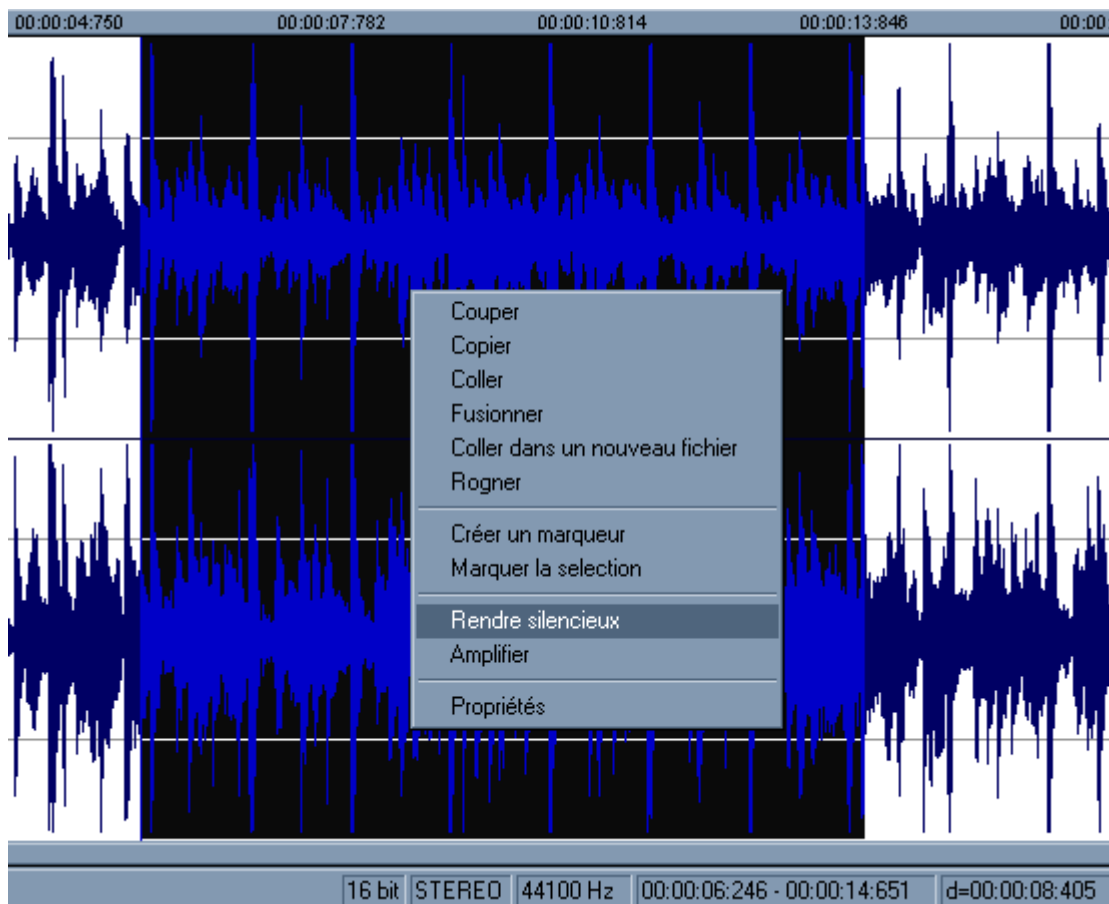 00:00:04:750 00:00:07:782 00:00:10:814 00:00:13:846 00:00
Couper
Copier
Coller
Fusionner
Coller dans un nouveau fichier
Rogner
Créer un marqueur
Marquer la selection
Rendre silencieux
Amplifier
Propriétés
16 bit STEREO 44100 Hz 00:00:06:246 - 00:00:14:651 d=00:00:08:405